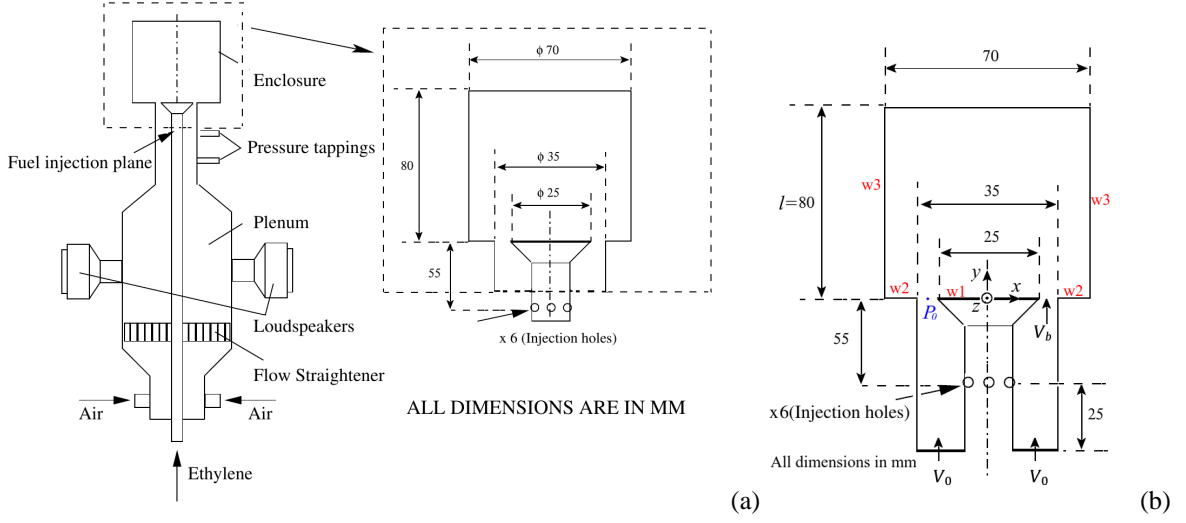 Enclosure
Fuel injection plane
Pressure tappings
Plenum
Loudspeakers
Flow Straightener
Air
Air
Ethylene
ϕ 70
80
ϕ 35
ϕ 25
55
x 6 (Injection holes)
ALL DIMENSIONS ARE IN MM
(a)
70
w3
w3
l=80
35
25
y
x
w2
w1
z
w2
P₀
V_b
55
x6(Injection holes)
25
All dimensions in mm
V₀
V₀
(b)